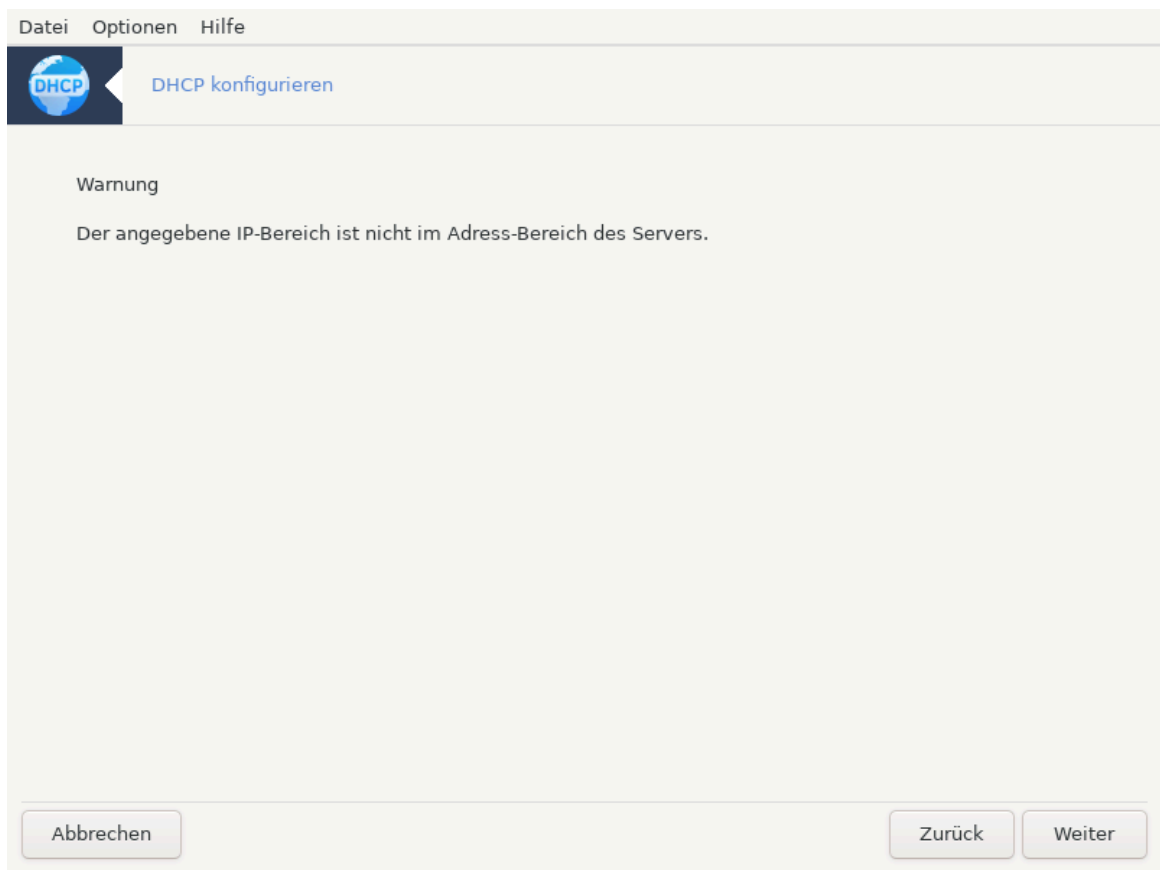 Datei Optionen Hilfe
DHCP
DHCP konfigurieren
Warnung
Der angegebene IP-Bereich ist nicht im Adress-Bereich des Servers.
Abbrechen Zurück Weiter